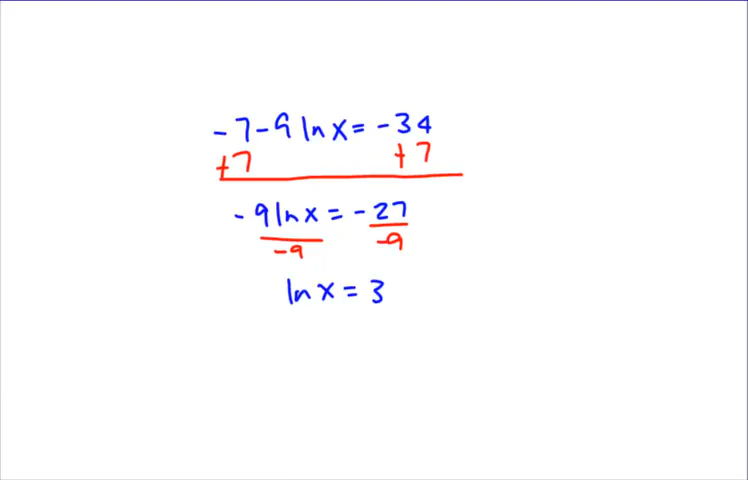 -7-9 ln x = -34
+7 +7
-9 ln x = -27
-9 -9
ln x = 3